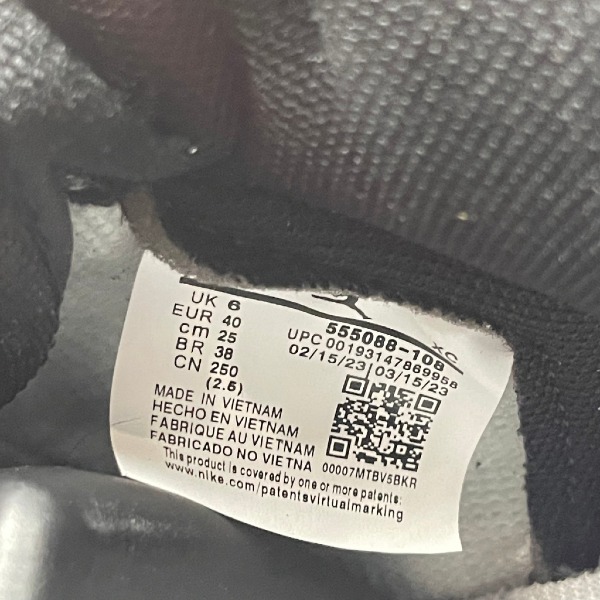 UK 6
EUR 40
cm 25
BR 38
CN 250
(2.5)
555088-108
XC
UPC 00193147869958
02/15/23 03/15/23
MADE IN VIETNAM
HECHO EN VIETNAM
FABRIQUE AU VIETNAM
FABRICADO NO VIETNA
00007MTBV5BKR
This product is covered by one or more patents:
www.nike.com/patentsvirtualmarking